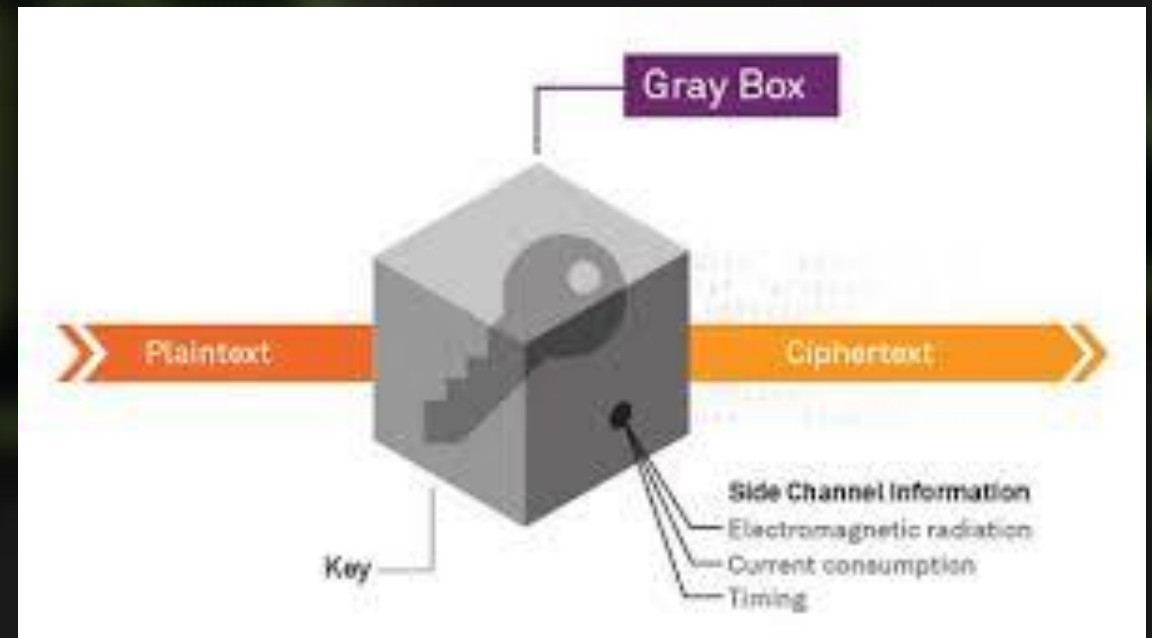 Gray Box
Plaintext
Ciphertext
Side Channel Information
Electromagnetic radiation
Current consumption
Timing
Key